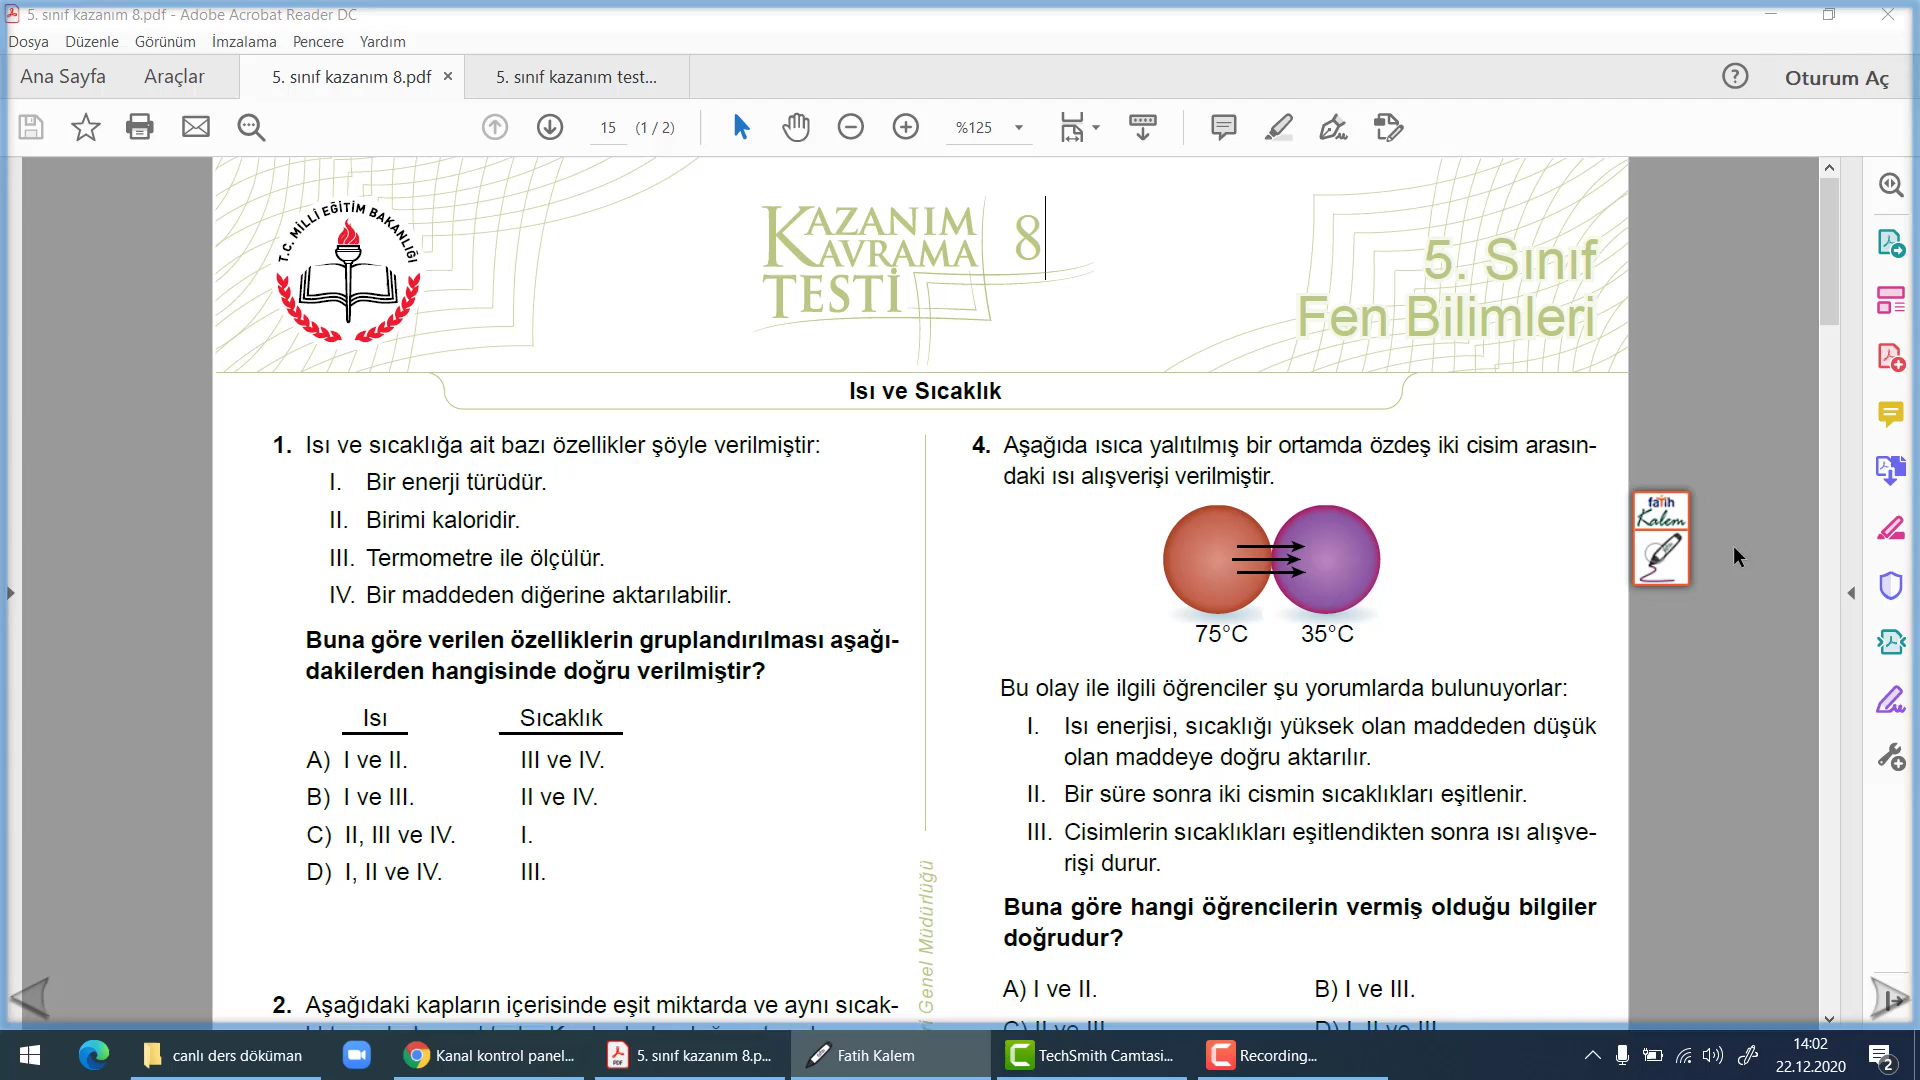 5. sınıf kazanım 8.pdf - Adobe Acrobat Reader DC
Dosya Düzenle Görünüm İmzalama Pencere Yardım
Ana Sayfa Araçlar 5. sınıf kazanım 8.pdf × 5. sınıf kazanım test... Oturum Aç
15 (1 / 2) %125
T.C. MİLLÎ EĞİTİM BAKANLIĞI
KAZANIM
KAVRAMA
TESTİ
8
5. Sınıf
Fen Bilimleri
Isı ve Sıcaklık
1. Isı ve sıcaklığa ait bazı özellikler şöyle verilmiştir:
I. Bir enerji türüdür.
II. Birimi kaloridir.
III. Termometre ile ölçülür.
IV. Bir maddeden diğerine aktarılabilir.
Buna göre verilen özelliklerin gruplandırılması aşağı-
dakilerden hangisinde doğru verilmiştir?
Isı Sıcaklık
A) I ve II. III ve IV.
B) I ve III. II ve IV.
C) II, III ve IV. I.
D) I, II ve IV. III.
2. Aşağıdaki kapların içerisinde eşit miktarda ve aynı sıcak-
ri Genel Müdürlüğü
4. Aşağıda ısıca yalıtılmış bir ortamda özdeş iki cisim arasın-
daki ısı alışverişi verilmiştir.
75°C 35°C
Bu olay ile ilgili öğrenciler şu yorumlarda bulunuyorlar:
I. Isı enerjisi, sıcaklığı yüksek olan maddeden düşük
olan maddeye doğru aktarılır.
II. Bir süre sonra iki cismin sıcaklıkları eşitlenir.
III. Cisimlerin sıcaklıkları eşitlendikten sonra ısı alışve-
rişi durur.
Buna göre hangi öğrencilerin vermiş olduğu bilgiler
doğrudur?
A) I ve II. B) I ve III.
C) II ve III. D) I, II ve III.
fatih
Kalem
canlı ders döküman
Kanal kontrol panel...
5. sınıf kazanım 8.p...
Fatih Kalem
TechSmith Camtasi...
Recording...
14:02
22.12.2020
2